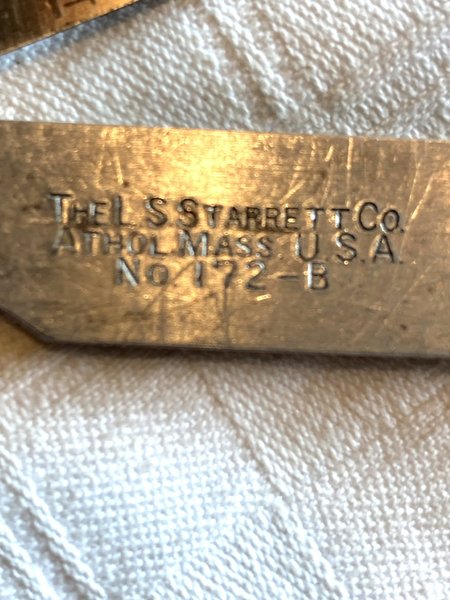 THE L S STARRETT CO.
ATHOL, MASS. U.S.A.
NO 172-B